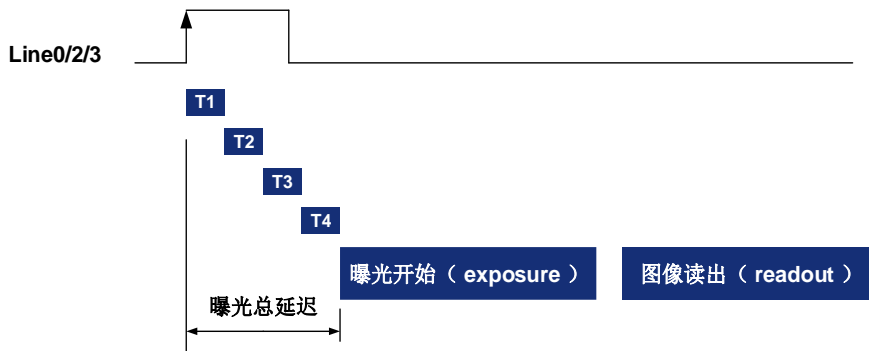 Line0/2/3
T1
T2
T3
T4
曝光开始（ exposure ）
图像读出（ readout ）
曝光总延迟